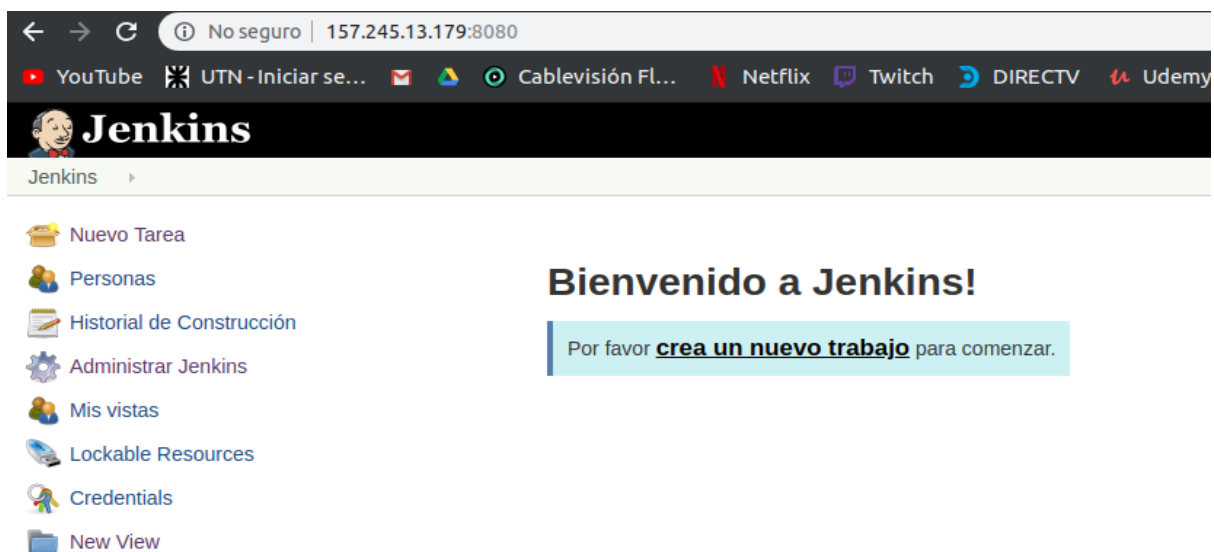 No seguro | 157.245.13.179:8080
YouTube UTN - Iniciar se... Cablevisión Fl... Netflix Twitch DIRECTV Udemy
Jenkins
Jenkins
Nuevo Tarea
Personas
Historial de Construcción
Administrar Jenkins
Mis vistas
Lockable Resources
Credentials
New View
Bienvenido a Jenkins!
Por favor crea un nuevo trabajo para comenzar.